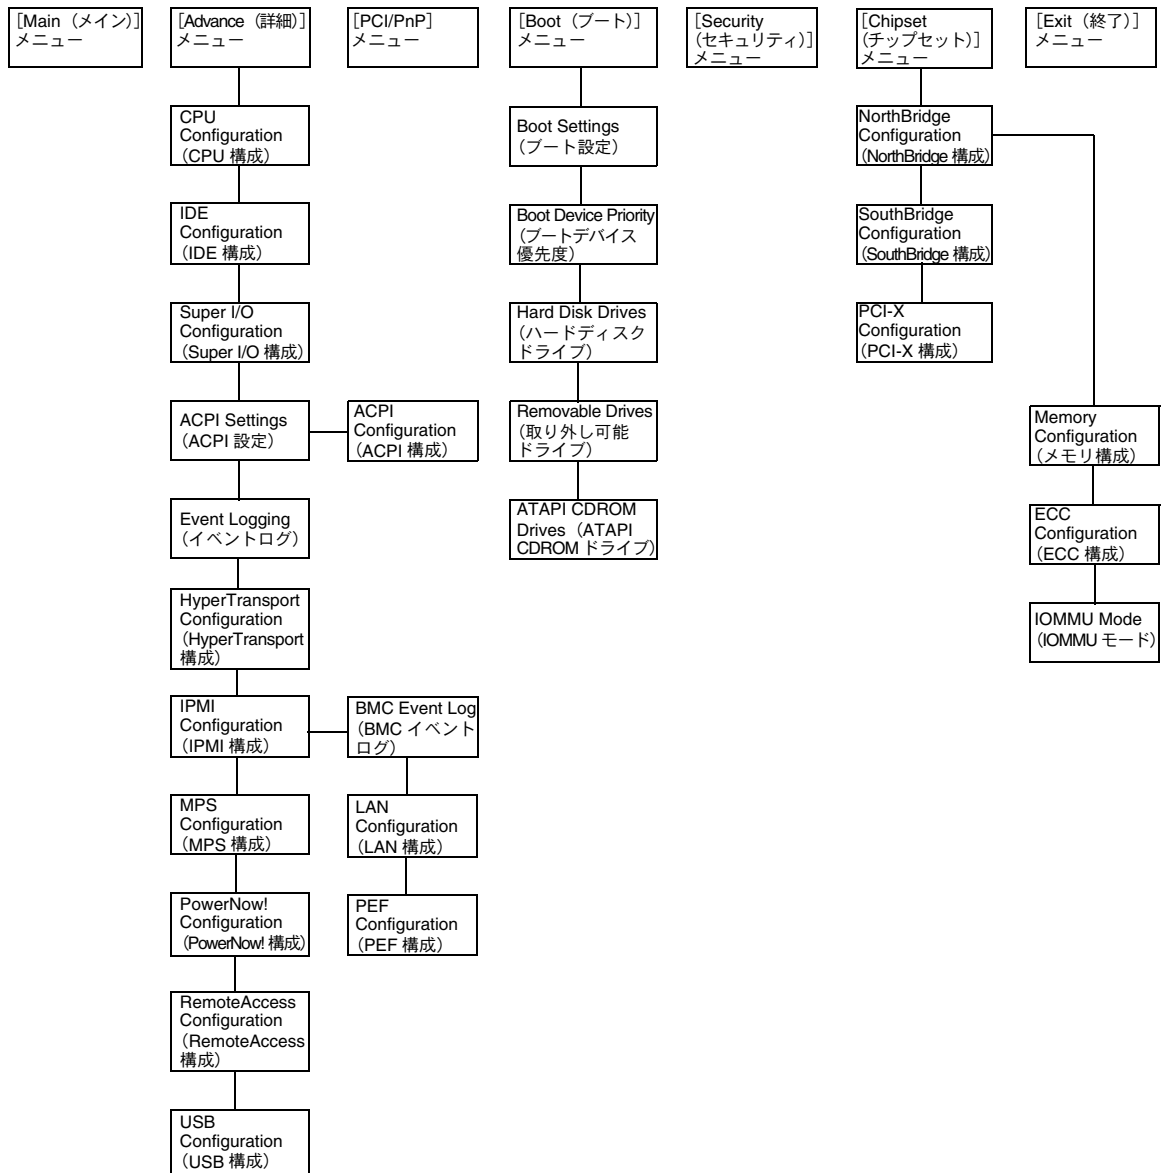 ［Main（メイン）］
メニュー
［Advance（詳細）］
メニュー
［PCI/PnP］
メニュー
［Boot（ブート）］
メニュー
［Security
（セキュリティ）］
メニュー
［Chipset
（チップセット）］
メニュー
［Exit（終了）］
メニュー
CPU
Configuration
（CPU 構成）
IDE
Configuration
（IDE 構成）
Super I/O
Configuration
（Super I/O 構成）
ACPI Settings
（ACPI 設定）
ACPI
Configuration
（ACPI 構成）
Event Logging
（イベントログ）
HyperTransport
Configuration
（HyperTransport
構成）
IPMI
Configuration
（IPMI 構成）
BMC Event Log
（BMC イベント
ログ）
LAN
Configuration
（LAN 構成）
PEF
Configuration
（PEF 構成）
MPS
Configuration
（MPS 構成）
PowerNow!
Configuration
（PowerNow! 構成）
RemoteAccess
Configuration
（RemoteAccess
構成）
USB
Configuration
（USB 構成）
Boot Settings
（ブート設定）
Boot Device Priority
（ブートデバイス
優先度）
Hard Disk Drives
（ハードディスク
ドライブ）
Removable Drives
（取り外し可能
ドライブ）
ATAPI CDROM
Drives（ATAPI
CDROM ドライブ）
NorthBridge
Configuration
（NorthBridge 構成）
SouthBridge
Configuration
（SouthBridge 構成）
PCI-X
Configuration
（PCI-X 構成）
Memory
Configuration
（メモリ構成）
ECC
Configuration
（ECC 構成）
IOMMU Mode
（IOMMU モード）